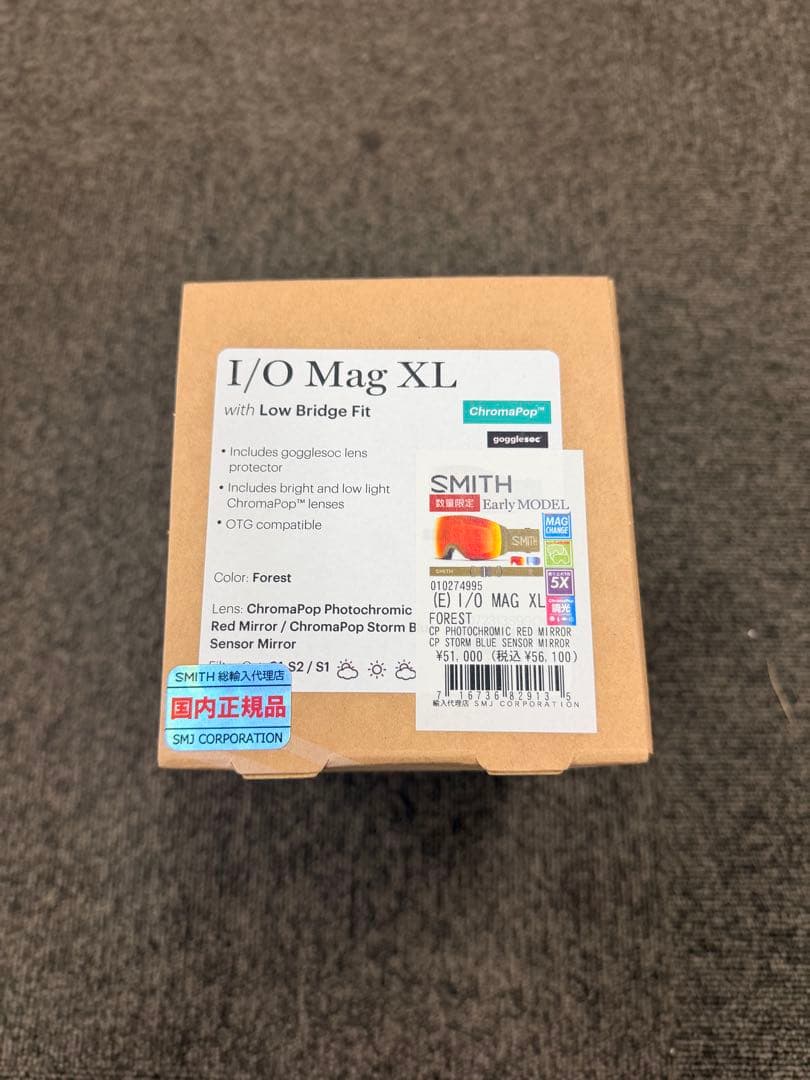 I/O Mag XL
with Low Bridge Fit
ChromaPop™
gogglesoc
• Includes gogglesoc lens
protector
• Includes bright and low light
ChromaPop™ lenses
• OTG compatible
Color: Forest
Lens: ChromaPop Photochromic
Red Mirror / ChromaPop Storm B
Sensor Mirror
S2 / S1
SMITH 総輸入代理店
国内正規品
SMJ CORPORATION
SMITH
数量限定 Early MODEL
MAG
CHANGE
SMITH
SMITH
5X
ChromaPop
調光
010274995
(E) I/O MAG XL
FOREST
CP PHOTOCHROMIC RED MIRROR
CP STORM BLUE SENSOR MIRROR
¥51,000 (税込 ¥56,100)
7 16736 82913 5
輸入代理店 SMJ CORPORATION